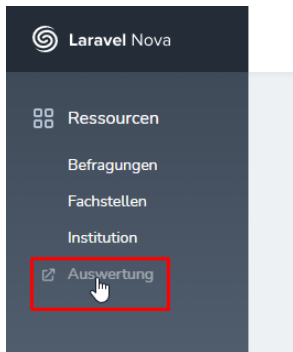 Laravel Nova
Ressourcen
Befragungen
Fachstellen
Institution
Auswertung